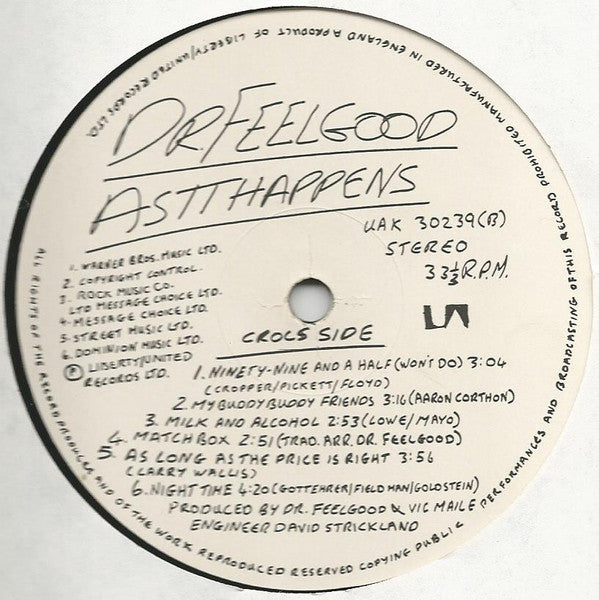 DR. FEELGOOD
AS IT HAPPENS
UAK 30239(B)
STEREO
33⅓ R.P.M.
UA
1. WARNER BROS. MUSIC LTD.
2. COPYRIGHT CONTROL.
3. ROCK MUSIC CO.
LTD MESSAGE CHOICE LTD.
4. MESSAGE CHOICE LTD.
5. STREET MUSIC LTD.
6. DOMINION MUSIC LTD.
Ⓟ LIBERTY/UNITED
RECORDS LTD.
CROCS SIDE
1. NINETY-NINE AND A HALF (WON'T DO) 3:04
(CROPPER/PICKETT/FLOYD)
2. MY BUDDY BUDDY FRIENDS 3:16 (AARON CORTHON)
3. MILK AND ALCOHOL 2:53 (LOWE/MAYO)
4. MATCHBOX 2:51 (TRAD. ARR. DR. FEELGOOD)
5. AS LONG AS THE PRICE IS RIGHT 3:56
(LARRY WALLIS)
6. NIGHT TIME 4:20 (GOTTEHRER/FIELDMAN/GOLDSTEIN)
PRODUCED BY DR. FEELGOOD & VIC MAILE
ENGINEER DAVID STRICKLAND
ALL RIGHTS OF THE RECORD PRODUCER AND OF THE WORK REPRODUCED RESERVED COPYING PUBLIC PERFORMANCES AND BROADCASTING OF THIS RECORD PROHIBITED MANUFACTURED IN ENGLAND A PRODUCT OF LIBERTY/UNITED RECORDS LTD.